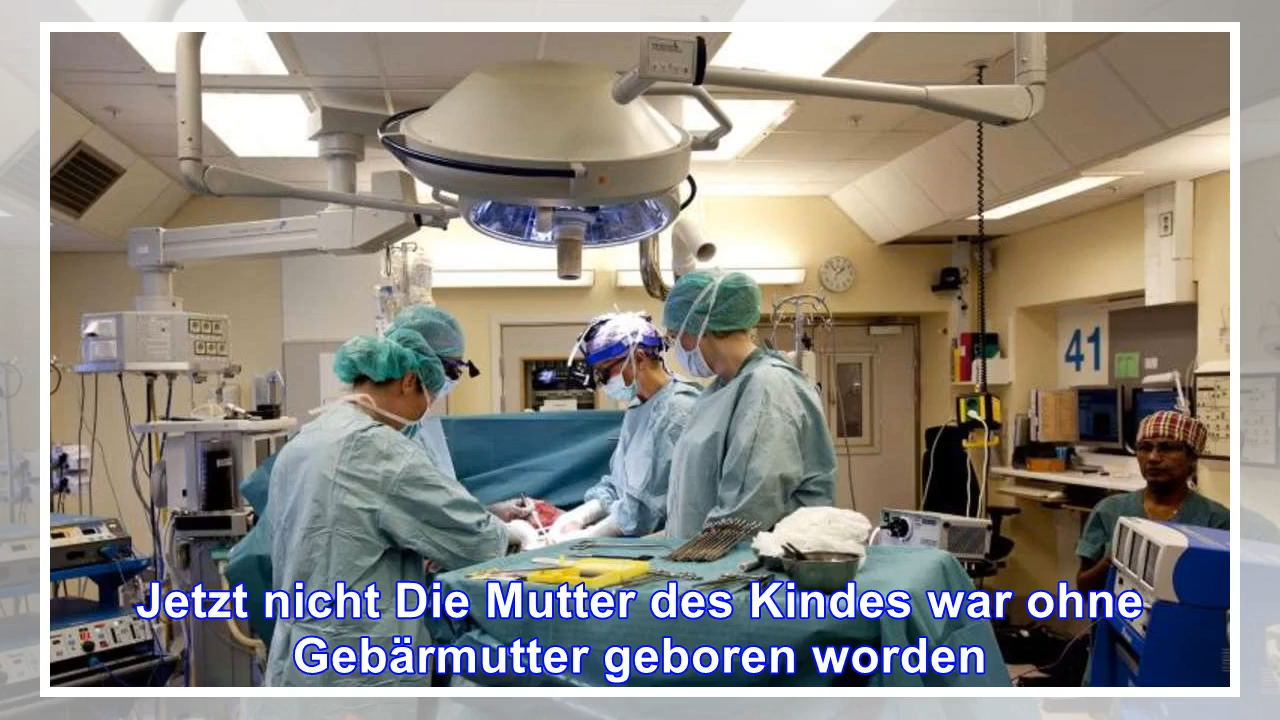 41
Jetzt nicht Die Mutter des Kindes war ohne
Gebärmutter geboren worden